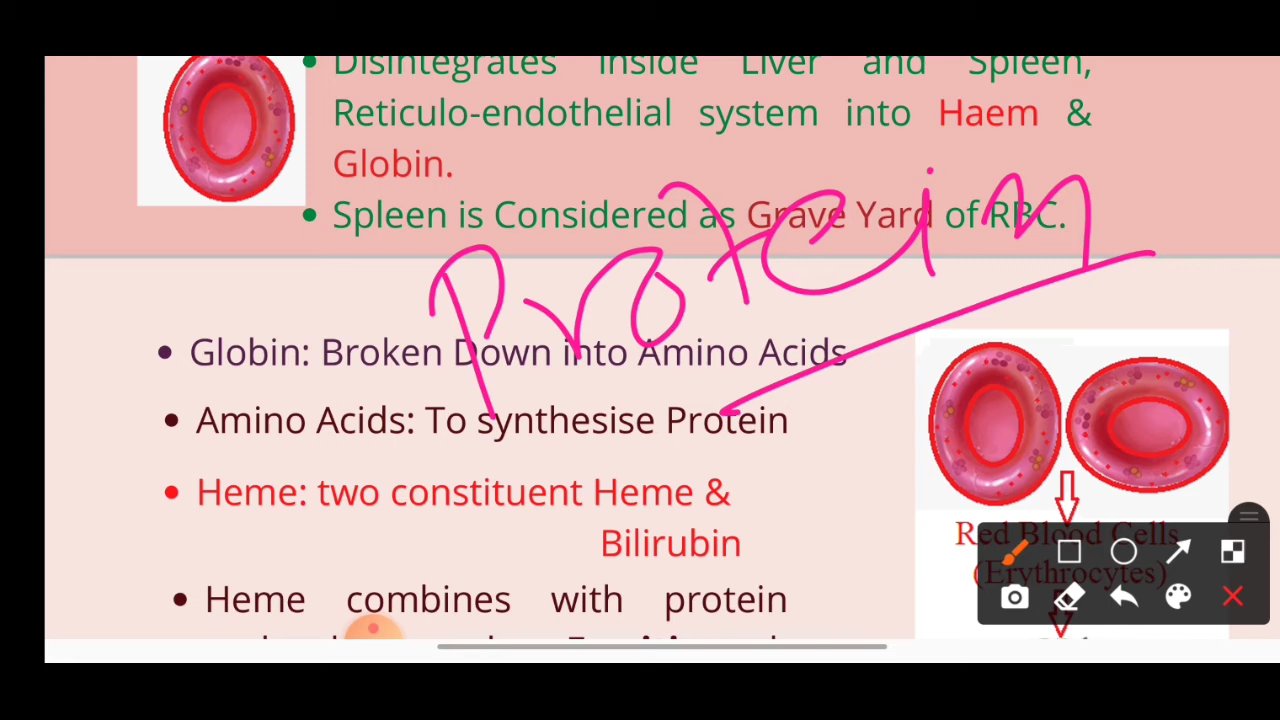 Disintegrates inside Liver and Spleen,
Reticulo-endothelial system into Haem &
Globin.
Spleen is Considered as Grave Yard of RBC.
Protein
Globin: Broken Down into Amino Acids
Amino Acids: To synthesise Protein
Heme: two constituent Heme &
Bilirubin
Heme combines with protein
Red Blood Cells
(Erythrocytes)